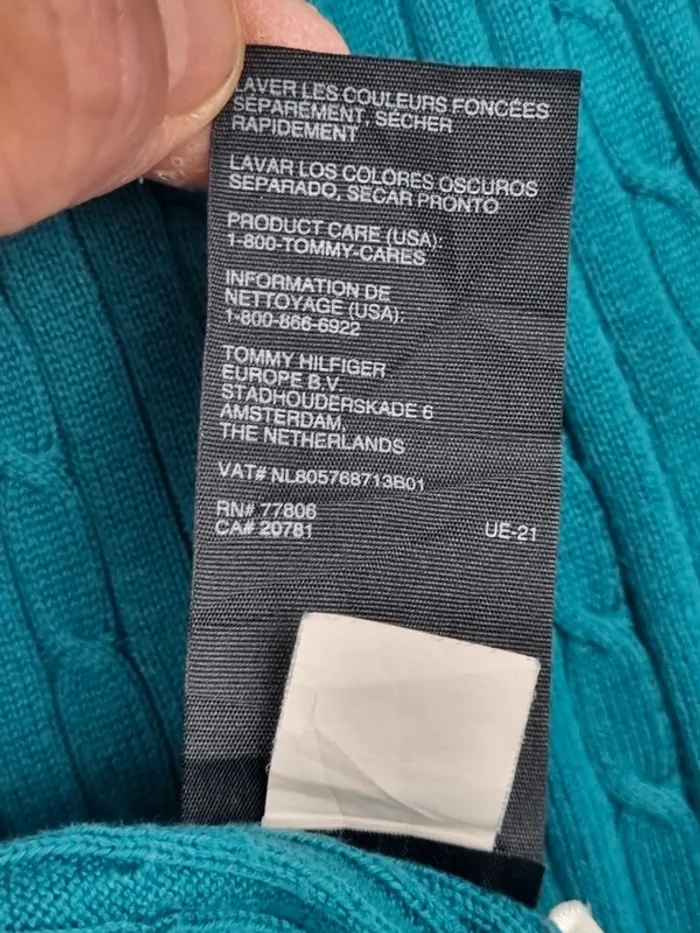 LAVER LES COULEURS FONCÉES
SÉPARÉMENT, SÉCHER
RAPIDEMENT
LAVAR LOS COLORES OSCUROS
SEPARADO, SECAR PRONTO
PRODUCT CARE (USA):
1-800-TOMMY-CARES
INFORMATION DE
NETTOYAGE (USA):
1-800-866-6922
TOMMY HILFIGER
EUROPE B.V.
STADHOUDERSKADE 6
AMSTERDAM,
THE NETHERLANDS
VAT# NL805768713B01
RN# 77806
CA# 20781 UE-21